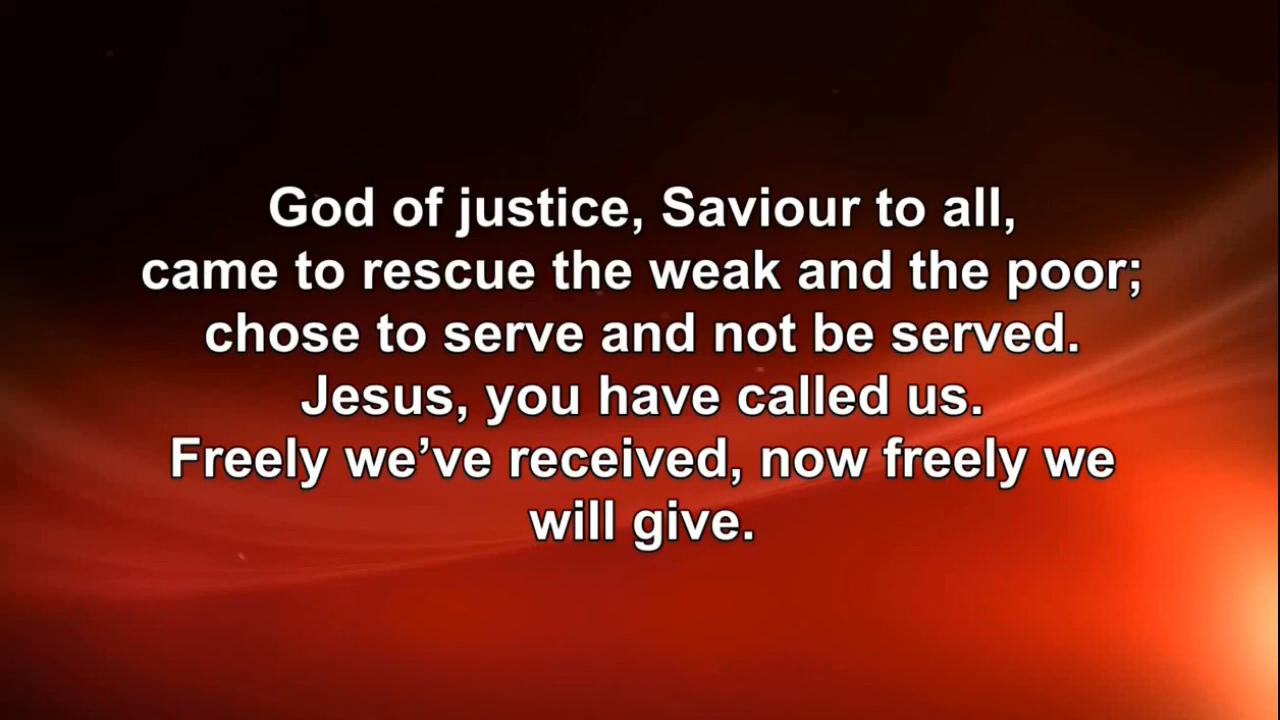 God of justice, Saviour to all,
came to rescue the weak and the poor;
chose to serve and not be served.
Jesus, you have called us.
Freely we’ve received, now freely we
will give.